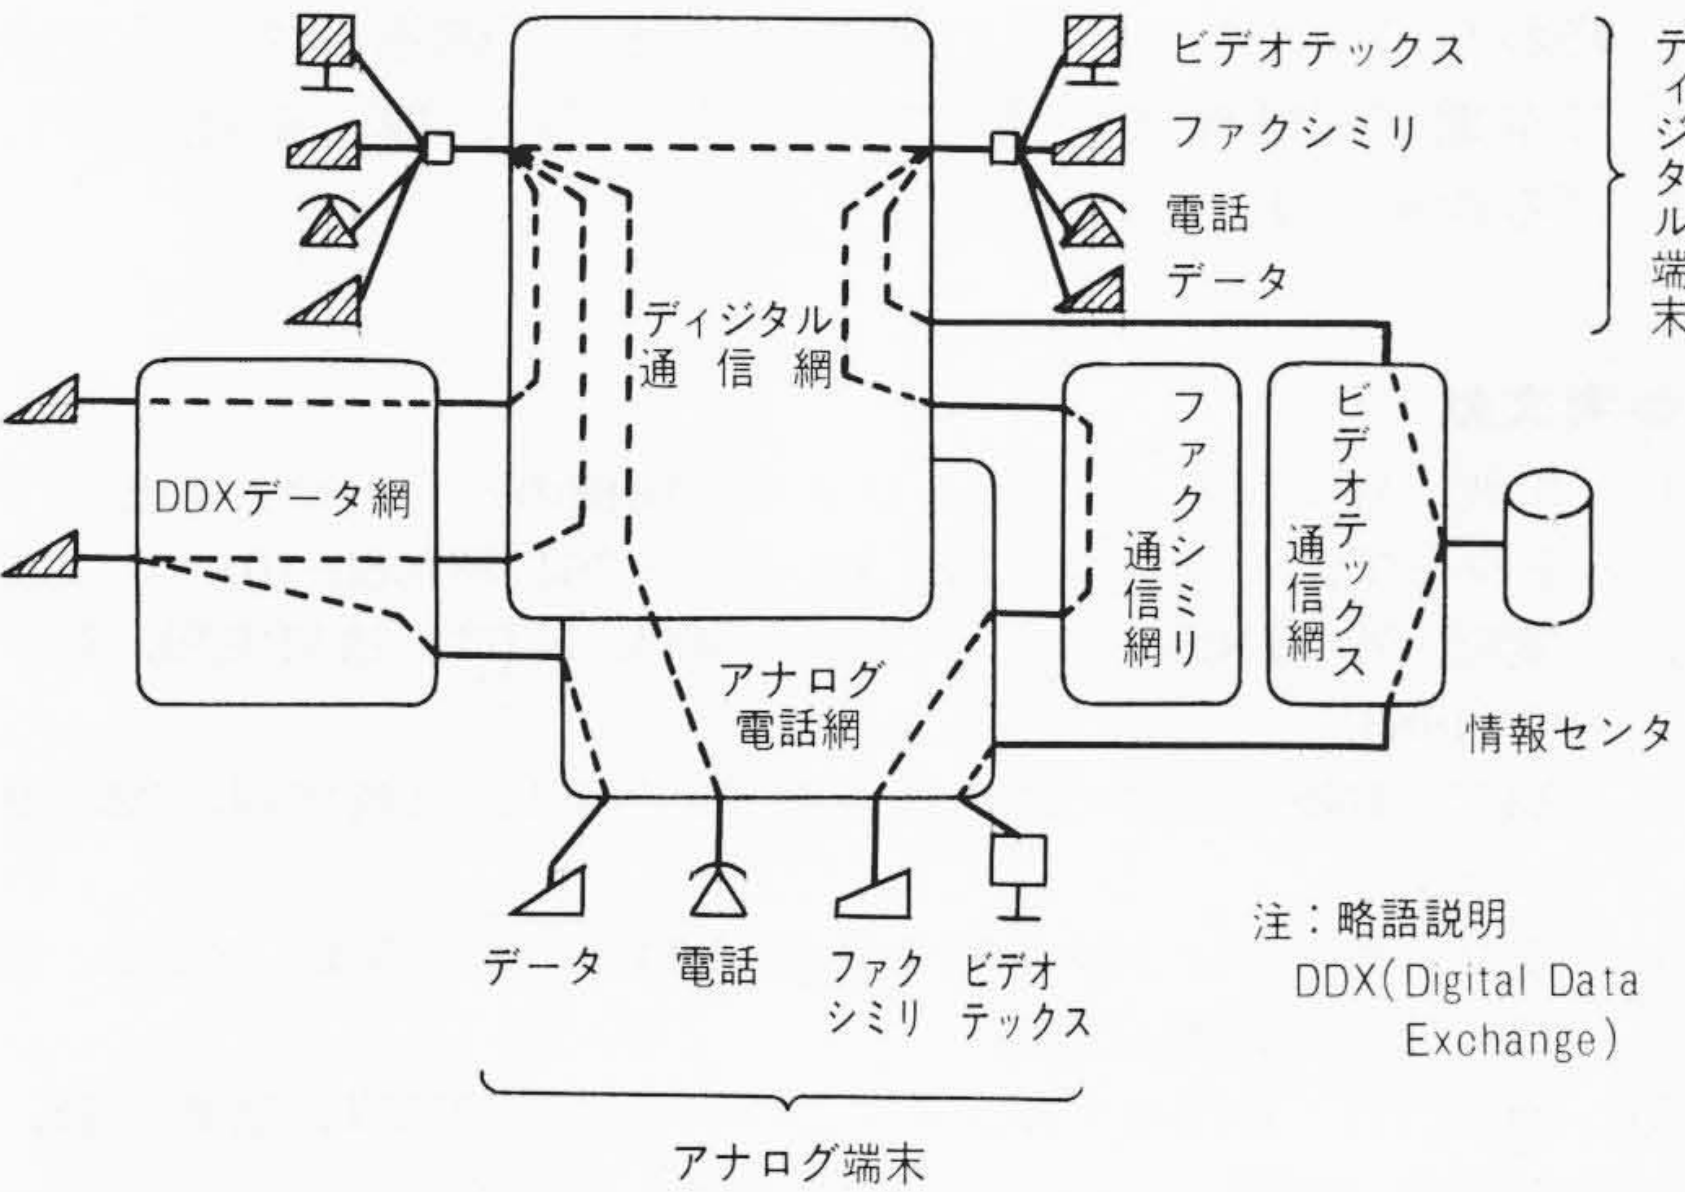 ビデオテックス
ファクシミリ
電話
データ
ディジタル端末
ディジタル
通信網
DDXデータ網
ファクシミリ
通信網
ビデオテックス
通信網
アナログ
電話網
情報センタ
データ
電話
ファク
シミリ
ビデオ
テックス
アナログ端末
注：略語説明
DDX(Digital Data
Exchange)